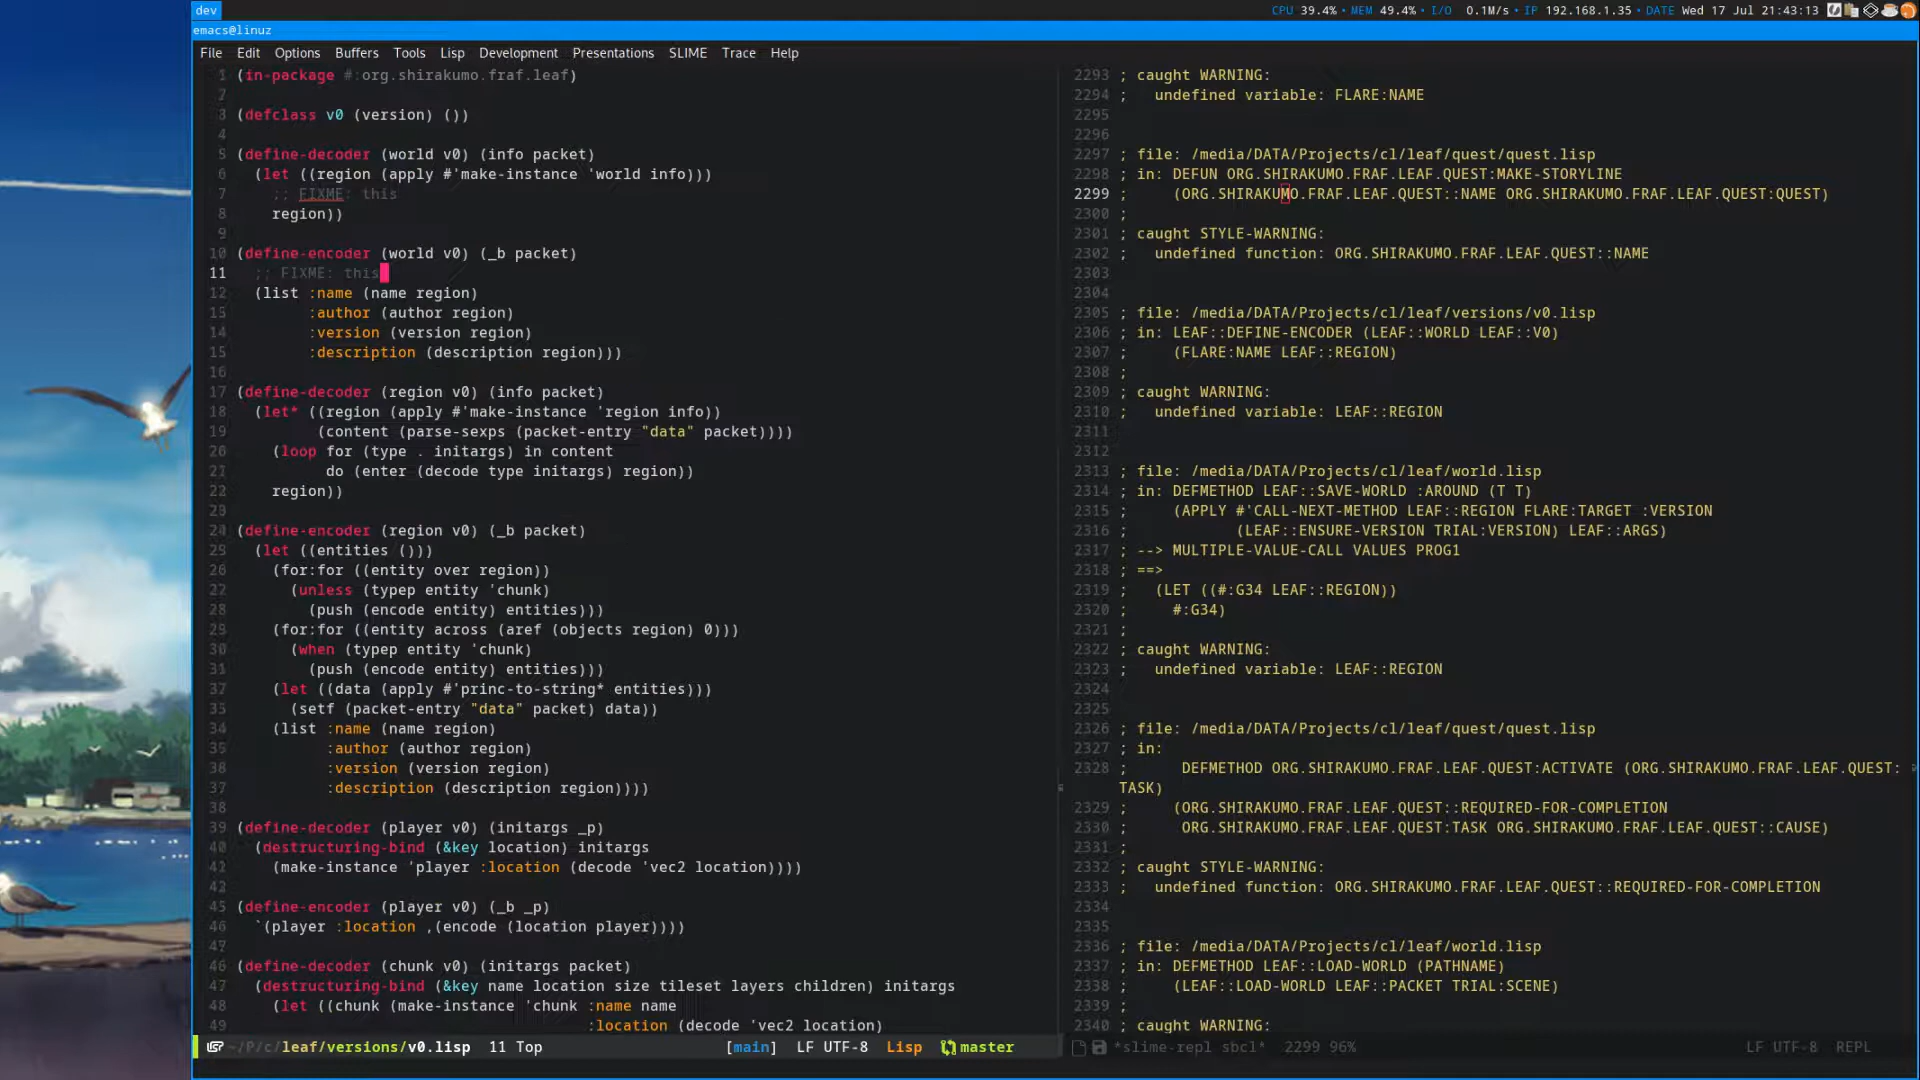 dev
CPU 39.4% • MEM 49.4% • I/O 0.1M/s • IP 192.168.1.35 • DATE Wed 17 Jul 21:43:13
emacs@linuz
File Edit Options Buffers Tools Lisp Development Presentations SLIME Trace Help
1 (in-package #:org.shirakumo.fraf.leaf)
2
3 (defclass v0 (version) ())
4
5 (define-decoder (world v0) (info packet)
6   (let ((region (apply #'make-instance 'world info)))
7     ;; FIXME: this
8     region))
9
10 (define-encoder (world v0) (_b packet)
11   ;; FIXME: this
12   (list :name (name region)
13         :author (author region)
14         :version (version region)
15         :description (description region)))
16
17 (define-decoder (region v0) (info packet)
18   (let* ((region (apply #'make-instance 'region info))
19          (content (parse-sexps (packet-entry "data" packet))))
20     (loop for (type . initargs) in content
21           do (enter (decode type initargs) region))
22     region))
23
24 (define-encoder (region v0) (_b packet)
25   (let ((entities ()))
26     (for:for ((entity over region))
27       (unless (typep entity 'chunk)
28         (push (encode entity) entities)))
29     (for:for ((entity across (aref (objects region) 0)))
30       (when (typep entity 'chunk)
31         (push (encode entity) entities)))
32     (let ((data (apply #'princ-to-string* entities)))
33       (setf (packet-entry "data" packet) data))
34     (list :name (name region)
35           :author (author region)
36           :version (version region)
37           :description (description region))))
38
39 (define-decoder (player v0) (initargs _p)
40   (destructuring-bind (&key location) initargs
41     (make-instance 'player :location (decode 'vec2 location))))
42
43 (define-encoder (player v0) (_b _p)
44   `(player :location ,(encode (location player))))
45
46 (define-decoder (chunk v0) (initargs packet)
47   (destructuring-bind (&key name location size tileset layers children) initargs
48     (let ((chunk (make-instance 'chunk :name name
49                                        :location (decode 'vec2 location)
~/P/c/leaf/versions/v0.lisp 11 Top [main] LF UTF-8 Lisp master
2293 ; caught WARNING:
2294 ;   undefined variable: FLARE:NAME
2295
2296
2297 ; file: /media/DATA/Projects/cl/leaf/quest/quest.lisp
2298 ; in: DEFUN ORG.SHIRAKUMO.FRAF.LEAF.QUEST:MAKE-STORYLINE
2299 ;     (ORG.SHIRAKUMO.FRAF.LEAF.QUEST::NAME ORG.SHIRAKUMO.FRAF.LEAF.QUEST:QUEST)
2300 ;
2301 ; caught STYLE-WARNING:
2302 ;   undefined function: ORG.SHIRAKUMO.FRAF.LEAF.QUEST::NAME
2303
2304
2305 ; file: /media/DATA/Projects/cl/leaf/versions/v0.lisp
2306 ; in: LEAF::DEFINE-ENCODER (LEAF::WORLD LEAF::V0)
2307 ;     (FLARE:NAME LEAF::REGION)
2308 ;
2309 ; caught WARNING:
2310 ;   undefined variable: LEAF::REGION
2311
2312
2313 ; file: /media/DATA/Projects/cl/leaf/world.lisp
2314 ; in: DEFMETHOD LEAF::SAVE-WORLD :AROUND (T T)
2315 ;     (APPLY #'CALL-NEXT-METHOD LEAF::REGION FLARE:TARGET :VERSION
2316 ;            (LEAF::ENSURE-VERSION TRIAL:VERSION) LEAF::ARGS)
2317 ; --> MULTIPLE-VALUE-CALL VALUES PROG1
2318 ; ==>
2319 ;   (LET ((#:G34 LEAF::REGION))
2320 ;     #:G34)
2321 ;
2322 ; caught WARNING:
2323 ;   undefined variable: LEAF::REGION
2324
2325
2326 ; file: /media/DATA/Projects/cl/leaf/quest/quest.lisp
2327 ; in:
2328 ;      DEFMETHOD ORG.SHIRAKUMO.FRAF.LEAF.QUEST:ACTIVATE (ORG.SHIRAKUMO.FRAF.LEAF.QUEST:
TASK)
2329 ;     (ORG.SHIRAKUMO.FRAF.LEAF.QUEST::REQUIRED-FOR-COMPLETION
2330 ;      ORG.SHIRAKUMO.FRAF.LEAF.QUEST:TASK ORG.SHIRAKUMO.FRAF.LEAF.QUEST::CAUSE)
2331 ;
2332 ; caught STYLE-WARNING:
2333 ;   undefined function: ORG.SHIRAKUMO.FRAF.LEAF.QUEST::REQUIRED-FOR-COMPLETION
2334
2335
2336 ; file: /media/DATA/Projects/cl/leaf/world.lisp
2337 ; in: DEFMETHOD LEAF::LOAD-WORLD (PATHNAME)
2338 ;     (LEAF::LOAD-WORLD LEAF::PACKET TRIAL:SCENE)
2339 ;
2340 ; caught WARNING:
*slime-repl sbcl* 2299 96% LF UTF-8 REPL